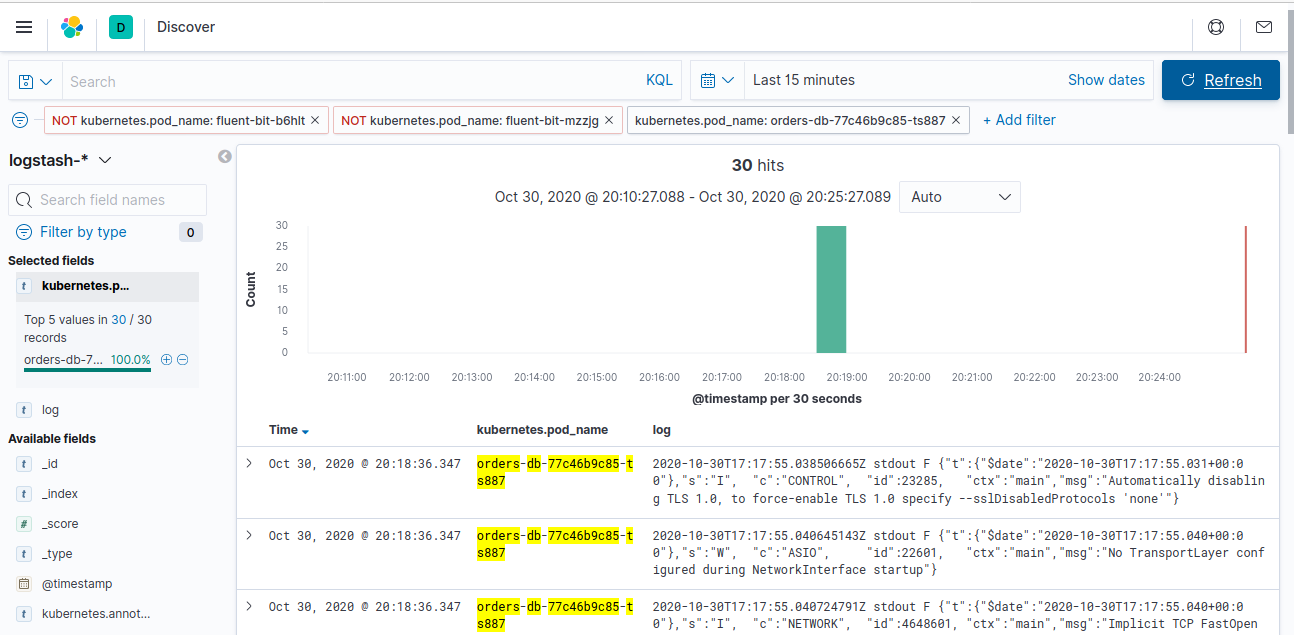 D Discover
Search KQL Last 15 minutes Show dates Refresh
NOT kubernetes.pod_name: fluent-bit-b6hlt × NOT kubernetes.pod_name: fluent-bit-mzzjg × kubernetes.pod_name: orders-db-77c46b9c85-ts887 × + Add filter
logstash-*
Search field names
Filter by type 0
Selected fields
t kubernetes.p...
Top 5 values in 30 / 30
records
orders-db-7... 100.0%
t log
Available fields
t _id
t _index
# _score
t _type
@timestamp
t kubernetes.annot...
30 hits
Oct 30, 2020 @ 20:10:27.088 - Oct 30, 2020 @ 20:25:27.089 Auto
Count
30
25
20
15
10
5
0
20:11:00 20:12:00 20:13:00 20:14:00 20:15:00 20:16:00 20:17:00 20:18:00 20:19:00 20:20:00 20:21:00 20:22:00 20:23:00 20:24:00
@timestamp per 30 seconds
Time kubernetes.pod_name log
Oct 30, 2020 @ 20:18:36.347 orders-db-77c46b9c85-t 2020-10-30T17:17:55.038506665Z stdout F {"t":{"$date":"2020-10-30T17:17:55.031+00:0
s887 0"},"s":"I", "c":"CONTROL", "id":23285, "ctx":"main","msg":"Automatically disablin
g TLS 1.0, to force-enable TLS 1.0 specify --sslDisabledProtocols 'none'"}
Oct 30, 2020 @ 20:18:36.347 orders-db-77c46b9c85-t 2020-10-30T17:17:55.040645143Z stdout F {"t":{"$date":"2020-10-30T17:17:55.040+00:0
s887 0"},"s":"W", "c":"ASIO", "id":22601, "ctx":"main","msg":"No TransportLayer conf
igured during NetworkInterface startup"}
Oct 30, 2020 @ 20:18:36.347 orders-db-77c46b9c85-t 2020-10-30T17:17:55.040724791Z stdout F {"t":{"$date":"2020-10-30T17:17:55.040+00:0
s887 0"},"s":"I", "c":"NETWORK", "id":4648601, "ctx":"main","msg":"Implicit TCP FastOpen